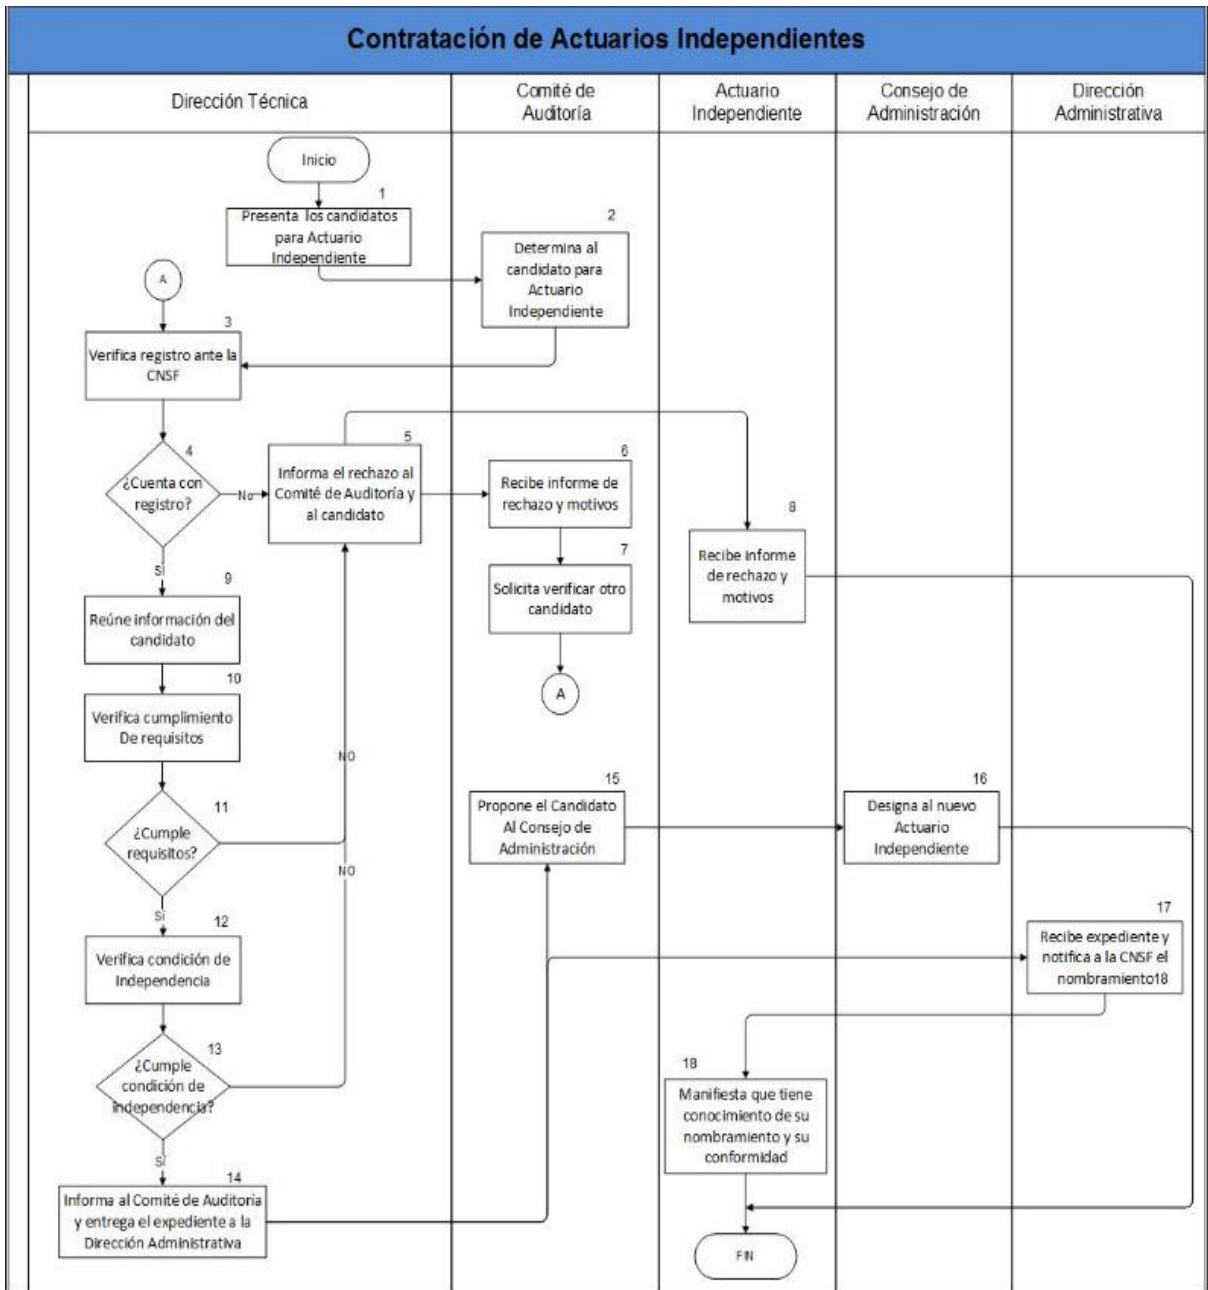 Contratación de Actuarios Independientes
Dirección Técnica
Comité de
Auditoría
Actuario
Independiente
Consejo de
Administración
Dirección
Administrativa
Inicio
1
Presenta los candidatos
para Actuario
Independiente
2
Determina al
candidato para
Actuario
Independiente
A
3
Verifica registro ante la
CNSF
4
¿Cuenta con
registro?
No
5
Informa el rechazo al
Comité de Auditoría y
al candidato
6
Recibe informe de
rechazo y motivos
7
Solicita verificar otro
candidato
A
8
Recibe informe
de rechazo y
motivos
SÍ
9
Reúne información del
candidato
10
Verifica cumplimiento
De requisitos
NO
11
¿Cumple
requisitos?
NO
15
Propone el Candidato
Al Consejo de
Administración
16
Designa al nuevo
Actuario
Independiente
SÍ
12
Verifica condición de
Independencia
17
Recibe expediente y
notifica a la CNSF el
nombramiento18
13
¿Cumple
condición de
independencia?
18
Manifiesta que tiene
conocimiento de su
nombramiento y su
conformidad
SÍ
14
Informa al Comité de Auditoría
y entrega el expediente a la
Dirección Administrativa
FIN